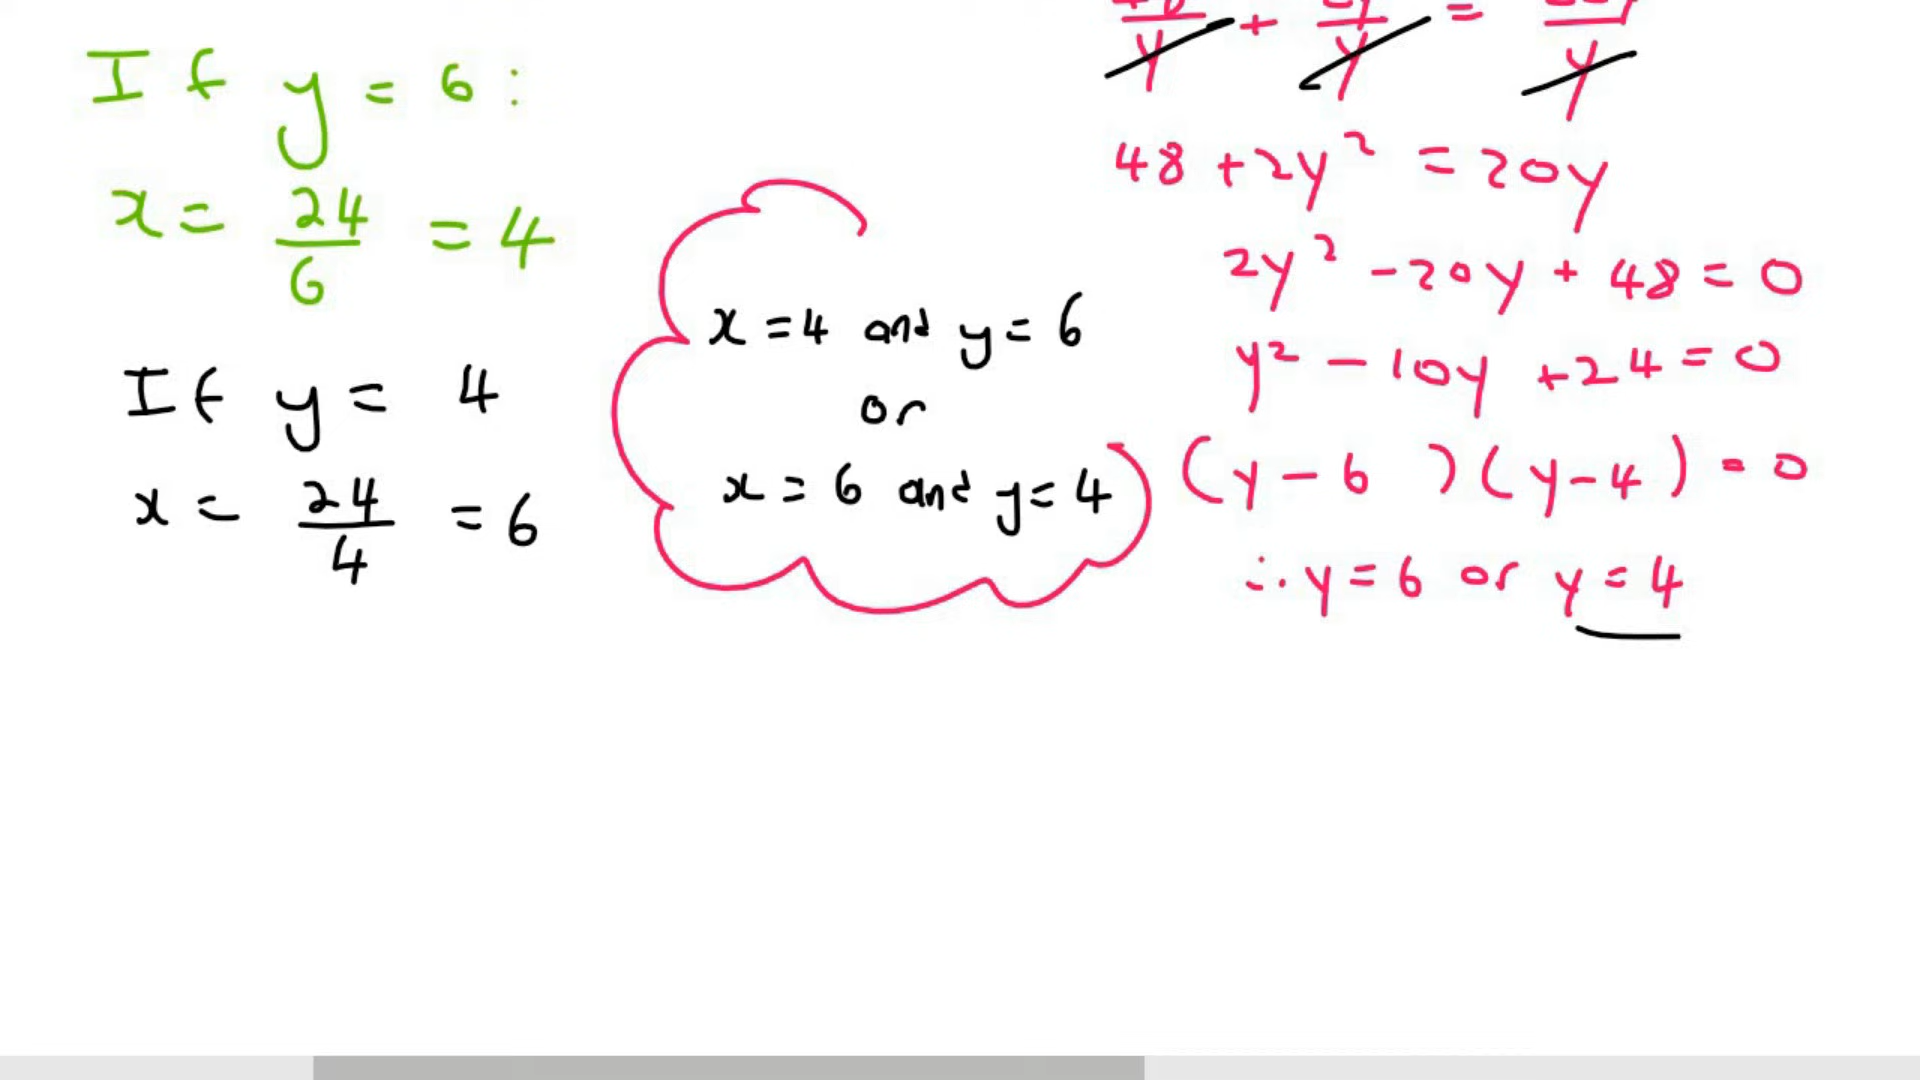 If y = 6 :
x = 24/6 = 4
If y = 4
x = 24/4 = 6
x = 4 and y = 6
or
x = 6 and y = 4
48 + 2y² = 20y
2y² - 20y + 48 = 0
y² - 10y + 24 = 0
(y - 6 )( y - 4 ) = 0
∴ y = 6 or y = 4